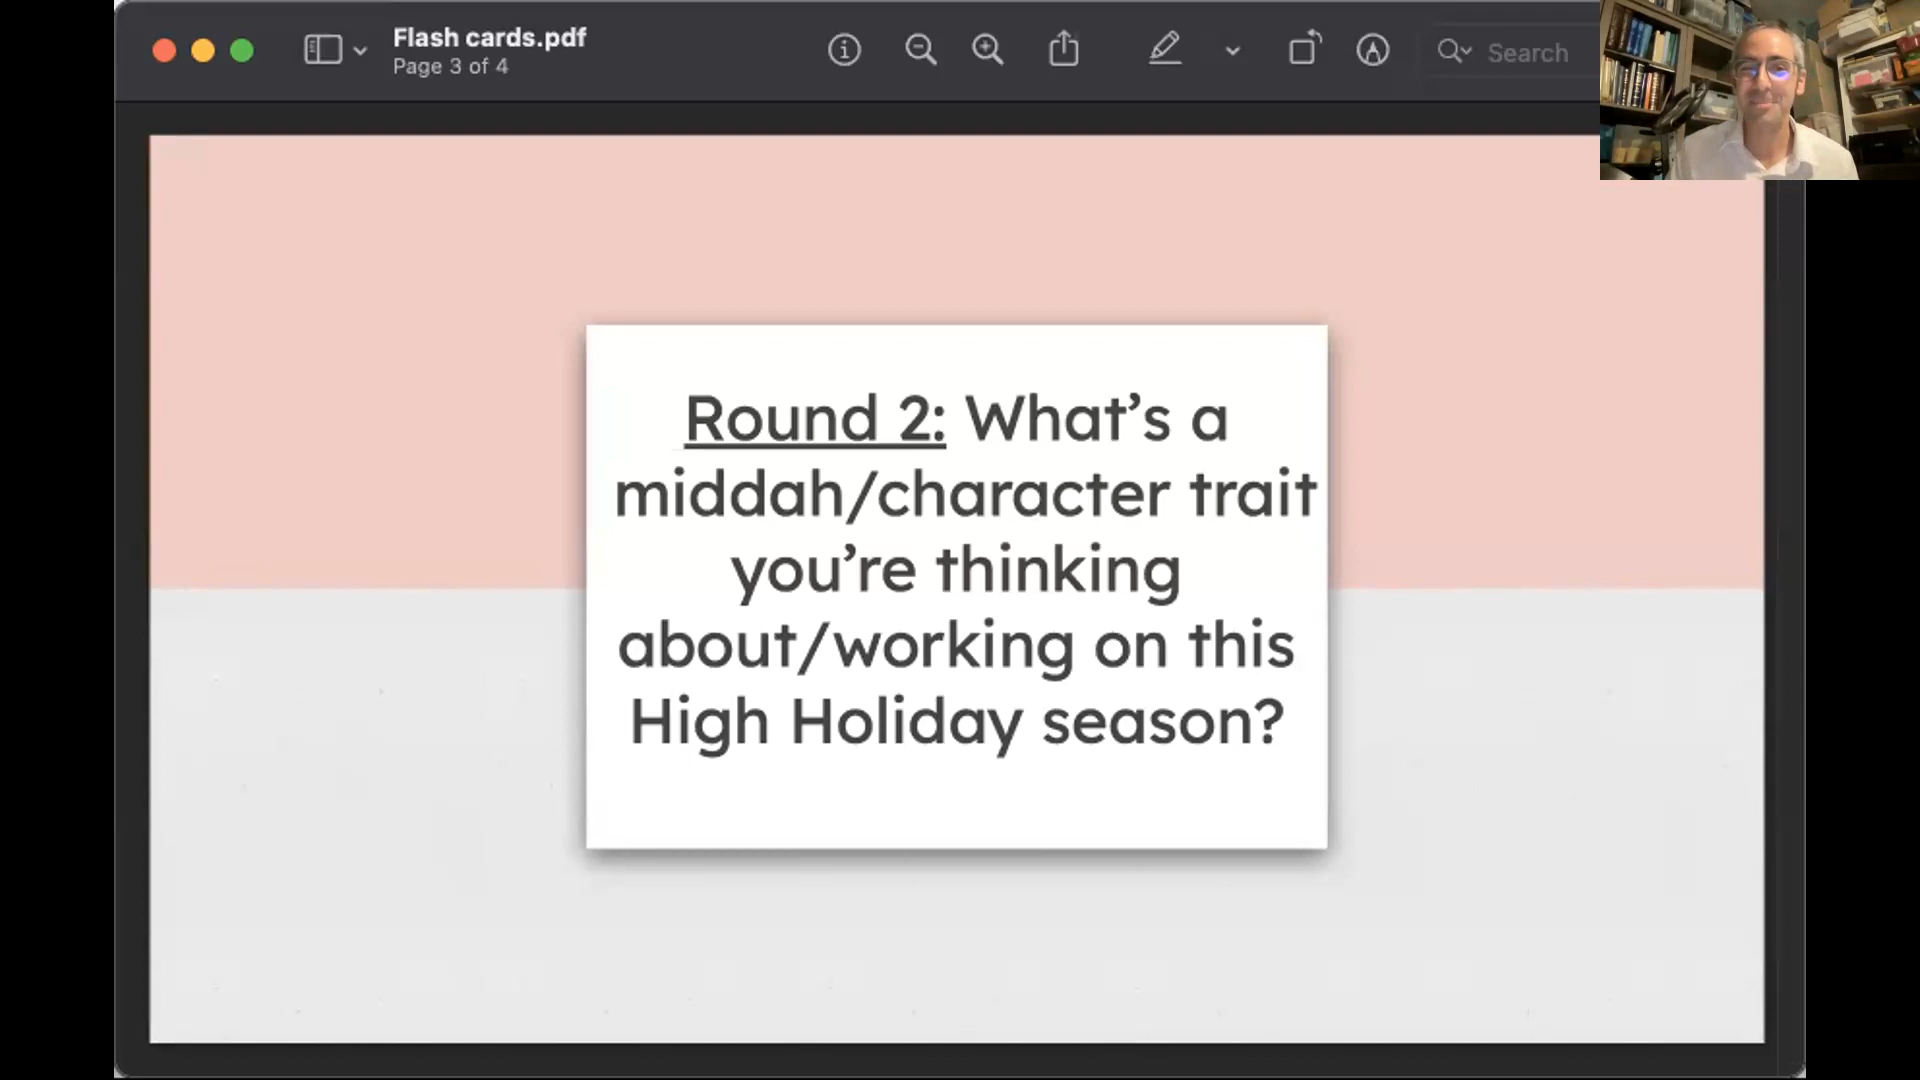 Flash cards.pdf
Page 3 of 4
Search
Round 2: What’s a
middah/character trait
you’re thinking
about/working on this
High Holiday season?